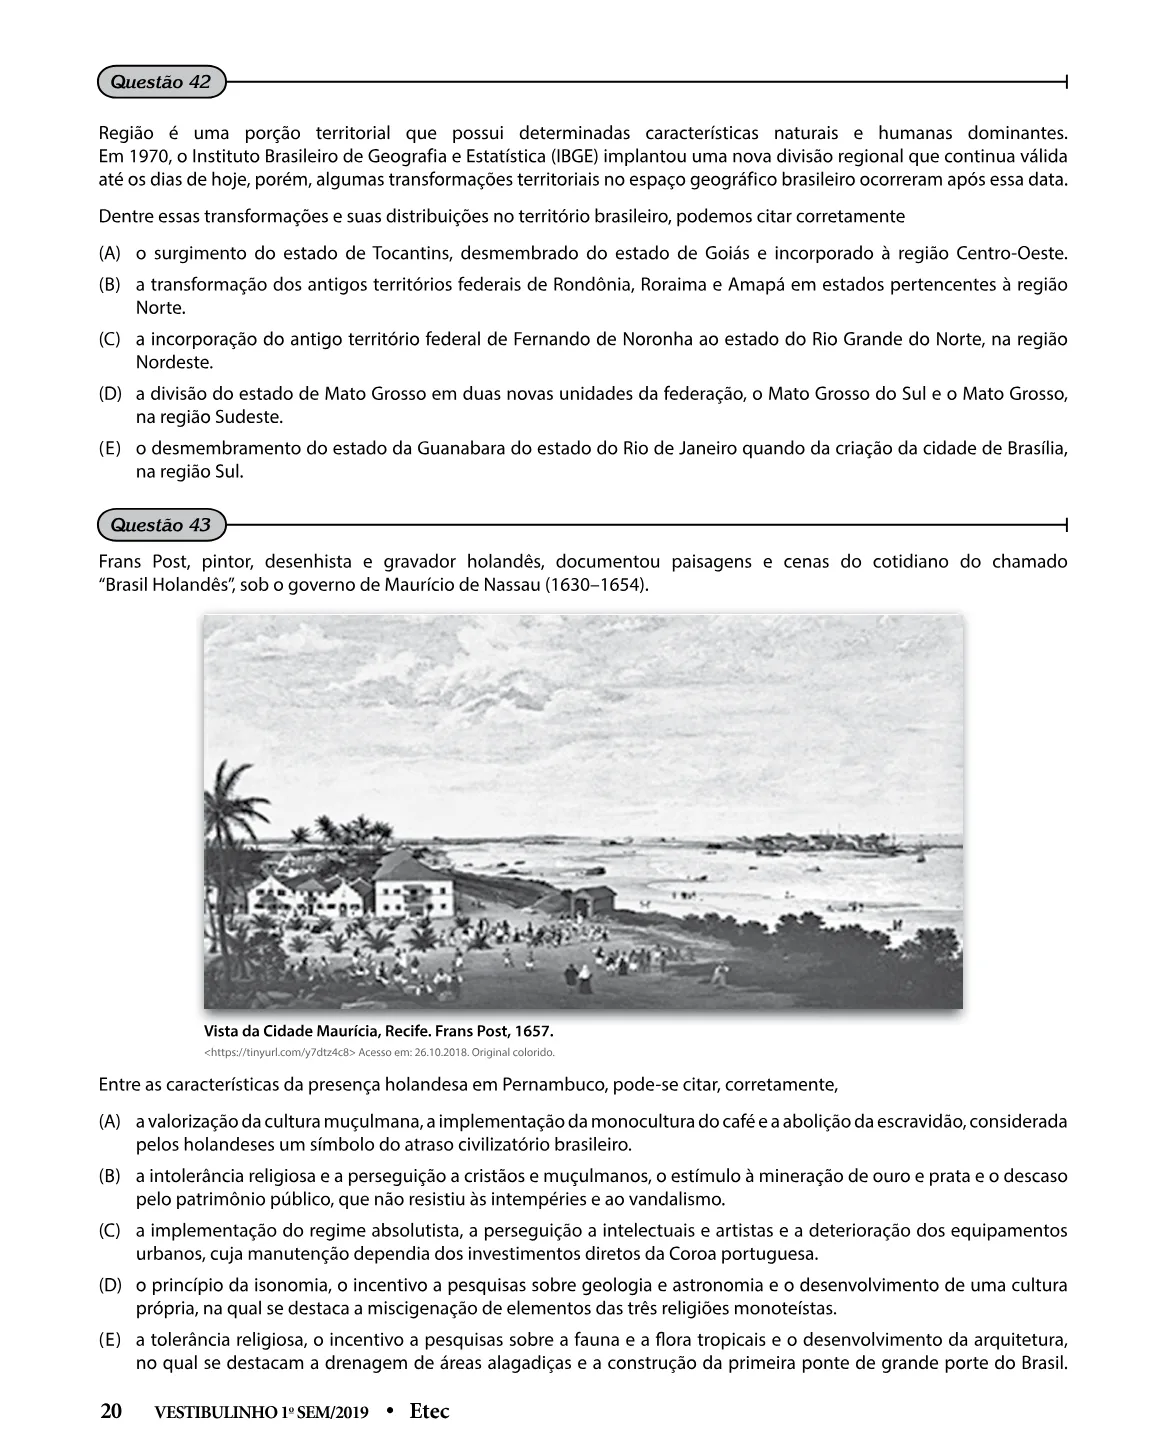 Questão 42
Região é uma porção territorial que possui determinadas características naturais e humanas dominantes.
Em 1970, o Instituto Brasileiro de Geografia e Estatística (IBGE) implantou uma nova divisão regional que continua válida
até os dias de hoje, porém, algumas transformações territoriais no espaço geográfico brasileiro ocorreram após essa data.
Dentre essas transformações e suas distribuições no território brasileiro, podemos citar corretamente
(A) o surgimento do estado de Tocantins, desmembrado do estado de Goiás e incorporado à região Centro-Oeste.
(B) a transformação dos antigos territórios federais de Rondônia, Roraima e Amapá em estados pertencentes à região
Norte.
(C) a incorporação do antigo território federal de Fernando de Noronha ao estado do Rio Grande do Norte, na região
Nordeste.
(D) a divisão do estado de Mato Grosso em duas novas unidades da federação, o Mato Grosso do Sul e o Mato Grosso,
na região Sudeste.
(E) o desmembramento do estado da Guanabara do estado do Rio de Janeiro quando da criação da cidade de Brasília,
na região Sul.
Questão 43
Frans Post, pintor, desenhista e gravador holandês, documentou paisagens e cenas do cotidiano do chamado
“Brasil Holandês”, sob o governo de Maurício de Nassau (1630–1654).
Vista da Cidade Maurícia, Recife. Frans Post, 1657.
<https://tinyurl.com/y7dtz4c8> Acesso em: 26.10.2018. Original colorido.
Entre as características da presença holandesa em Pernambuco, pode-se citar, corretamente,
(A) a valorização da cultura muçulmana, a implementação da monocultura do café e a abolição da escravidão, considerada
pelos holandeses um símbolo do atraso civilizatório brasileiro.
(B) a intolerância religiosa e a perseguição a cristãos e muçulmanos, o estímulo à mineração de ouro e prata e o descaso
pelo patrimônio público, que não resistiu às intempéries e ao vandalismo.
(C) a implementação do regime absolutista, a perseguição a intelectuais e artistas e a deterioração dos equipamentos
urbanos, cuja manutenção dependia dos investimentos diretos da Coroa portuguesa.
(D) o princípio da isonomia, o incentivo a pesquisas sobre geologia e astronomia e o desenvolvimento de uma cultura
própria, na qual se destaca a miscigenação de elementos das três religiões monoteístas.
(E) a tolerância religiosa, o incentivo a pesquisas sobre a fauna e a flora tropicais e o desenvolvimento da arquitetura,
no qual se destacam a drenagem de áreas alagadiças e a construção da primeira ponte de grande porte do Brasil.
20 VESTIBULINHO 1º SEM/2019 • Etec